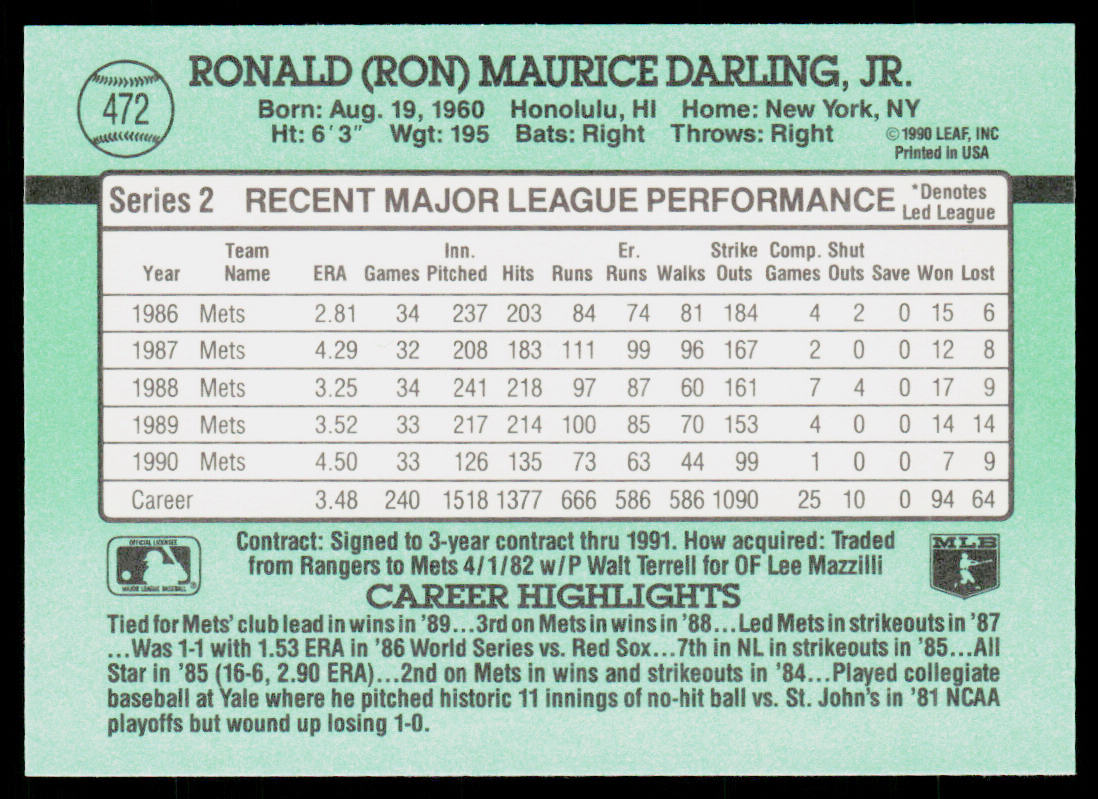 472
RONALD (RON) MAURICE DARLING, JR.
Born: Aug. 19, 1960 Honolulu, HI Home: New York, NY
Ht: 6'3" Wgt: 195 Bats: Right Throws: Right
©1990 LEAF, INC
Printed in USA
Series 2 RECENT MAJOR LEAGUE PERFORMANCE
*Denotes
Led League
Team Inn. Er. Strike Comp. Shut
Year Name ERA Games Pitched Hits Runs Runs Walks Outs Games Outs Save Won Lost
1986 Mets 2.81 34 237 203 84 74 81 184 4 2 0 15 6
1987 Mets 4.29 32 208 183 111 99 96 167 2 0 0 12 8
1988 Mets 3.25 34 241 218 97 87 60 161 7 4 0 17 9
1989 Mets 3.52 33 217 214 100 85 70 153 4 0 0 14 14
1990 Mets 4.50 33 126 135 73 63 44 99 1 0 0 7 9
Career 3.48 240 1518 1377 666 586 586 1090 25 10 0 94 64
OFFICIAL LICENSEE
MAJOR LEAGUE BASEBALL
®
Contract: Signed to 3-year contract thru 1991. How acquired: Traded
from Rangers to Mets 4/1/82 w/P Walt Terrell for OF Lee Mazzilli
MLB
CAREER HIGHLIGHTS
Tied for Mets' club lead in wins in '89...3rd on Mets in wins in '88...Led Mets in strikeouts in '87
...Was 1-1 with 1.53 ERA in '86 World Series vs. Red Sox...7th in NL in strikeouts in '85...All
Star in '85 (16-6, 2.90 ERA)...2nd on Mets in wins and strikeouts in '84...Played collegiate
baseball at Yale where he pitched historic 11 innings of no-hit ball vs. St. John's in '81 NCAA
playoffs but wound up losing 1-0.